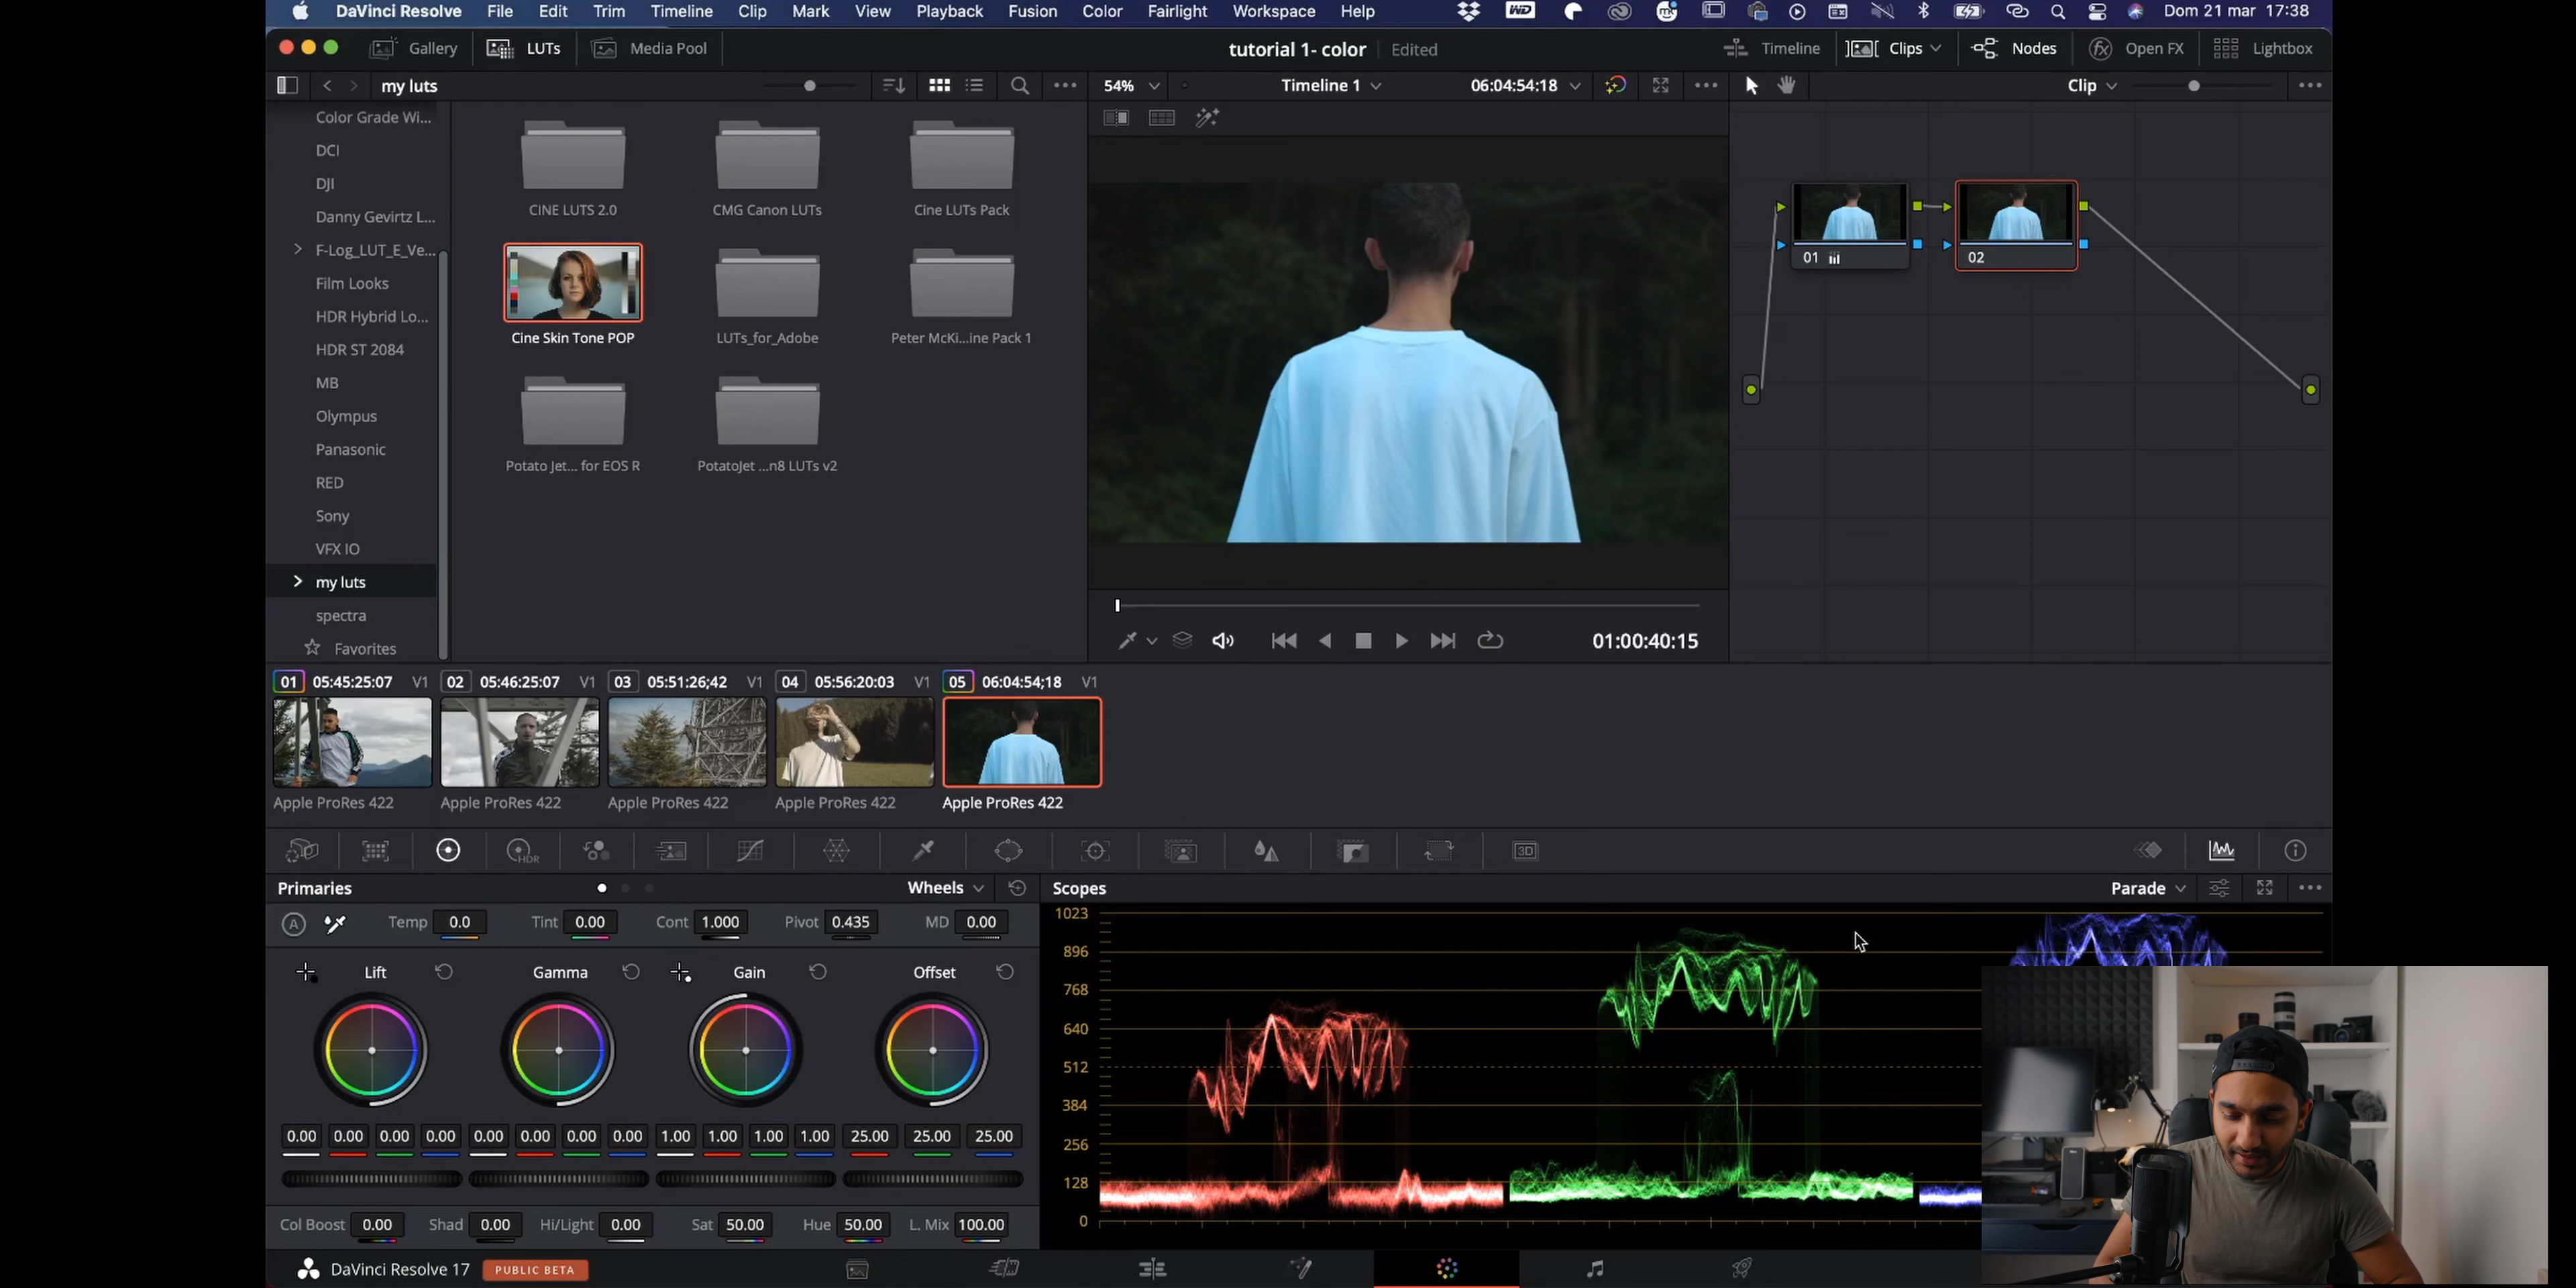 DaVinci Resolve File Edit Trim Timeline Clip Mark View Playback Fusion Color Fairlight Workspace Help Dom 21 mar 17:38
Gallery LUTs Media Pool tutorial 1- color Edited Timeline Clips Nodes Open FX Lightbox
my luts 54% Timeline 1 06:04:54:18 Clip
Color Grade Wi...
DCI
DJI
Danny Gevirtz L...
F-Log_LUT_E_Ve...
Film Looks
HDR Hybrid Lo...
HDR ST 2084
MB
Olympus
Panasonic
RED
Sony
VFX IO
my luts
spectra
Favorites
CINE LUTS 2.0 CMG Canon LUTs Cine LUTs Pack
Cine Skin Tone POP LUTs_for_Adobe Peter McKi...ine Pack 1
Potato Jet... for EOS R PotatoJet ...n8 LUTs v2
01 02
01:00:40:15
01 05:45:25:07 V1 02 05:46:25:07 V1 03 05:51:26;42 V1 04 05:56:20:03 V1 05 06:04:54;18 V1
Apple ProRes 422 Apple ProRes 422 Apple ProRes 422 Apple ProRes 422 Apple ProRes 422
HDR 3D
Primaries Wheels Scopes Parade
A Temp 0.0 Tint 0.00 Cont 1.000 Pivot 0.435 MD 0.00
Lift Gamma Gain Offset
0.00 0.00 0.00 0.00 0.00 0.00 0.00 0.00 1.00 1.00 1.00 1.00 25.00 25.00 25.00
Col Boost 0.00 Shad 0.00 Hi/Light 0.00 Sat 50.00 Hue 50.00 L. Mix 100.00
1023
896
768
640
512
384
256
128
0
DaVinci Resolve 17 PUBLIC BETA